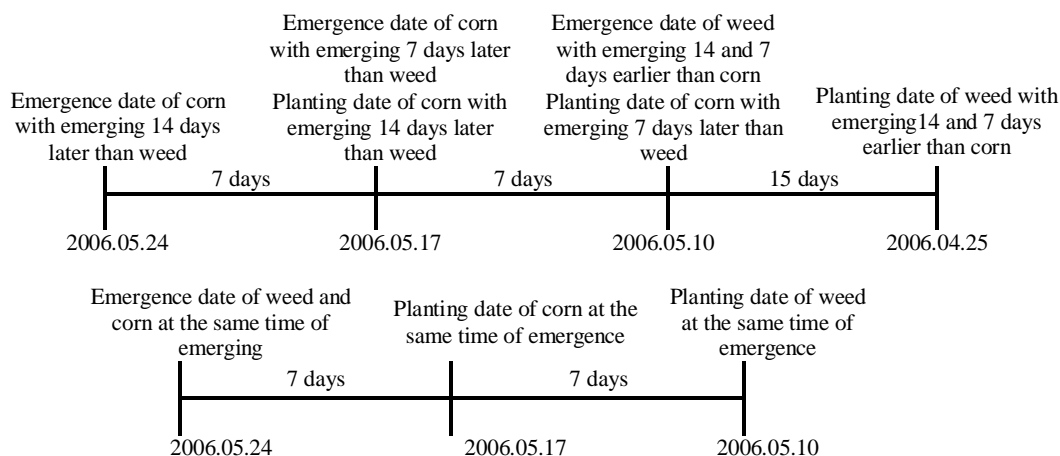 Emergence date of corn
with emerging 14 days
later than weed
Emergence date of corn
with emerging 7 days later
than weed
Planting date of corn with
emerging 14 days later
than weed
Emergence date of weed
with emerging 14 and 7
days earlier than corn
Planting date of corn with
emerging 7 days later than
weed
Planting date of weed with
emerging14 and 7 days
earlier than corn
7 days
7 days
15 days
2006.05.24
2006.05.17
2006.05.10
2006.04.25
Emergence date of weed and
corn at the same time of
emerging
Planting date of corn at the
same time of emergence
Planting date of weed
at the same time of
emergence
7 days
7 days
2006.05.24
2006.05.17
2006.05.10